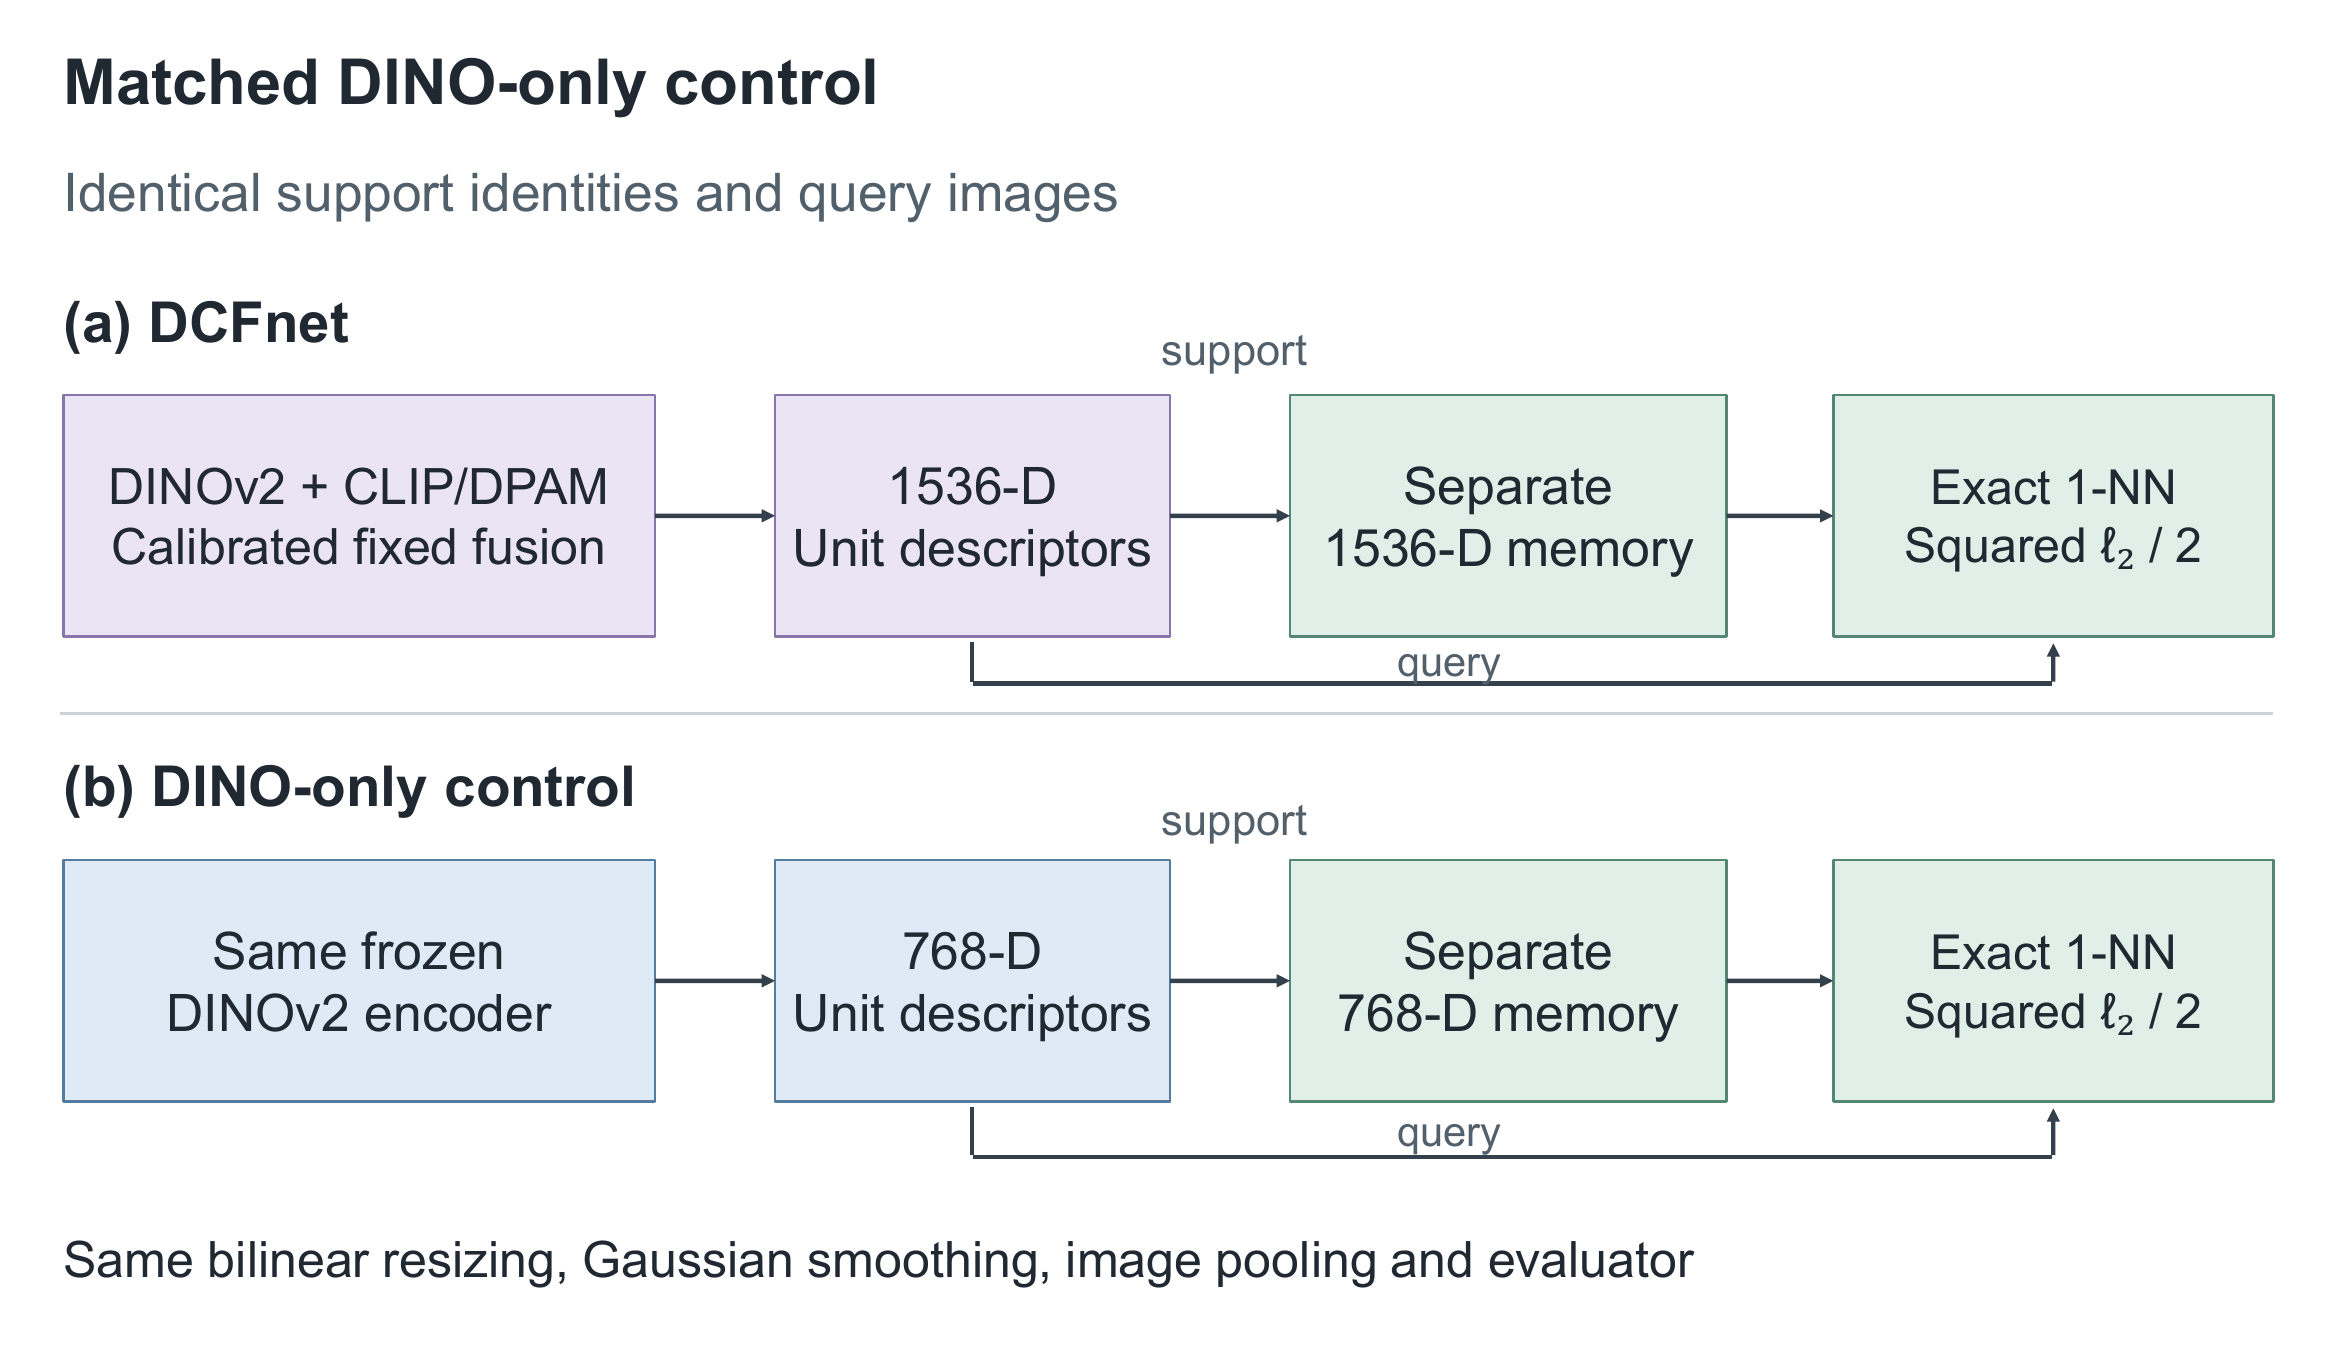 Matched DINO-only control
Identical support identities and query images
(a) DCFnet
support
DINOv2 + CLIP/DPAM
Calibrated fixed fusion
1536-D
Unit descriptors
Separate
1536-D memory
Exact 1-NN
Squared ℓ₂ / 2
query
(b) DINO-only control
support
Same frozen
DINOv2 encoder
768-D
Unit descriptors
Separate
768-D memory
Exact 1-NN
Squared ℓ₂ / 2
query
Same bilinear resizing, Gaussian smoothing, image pooling and evaluator